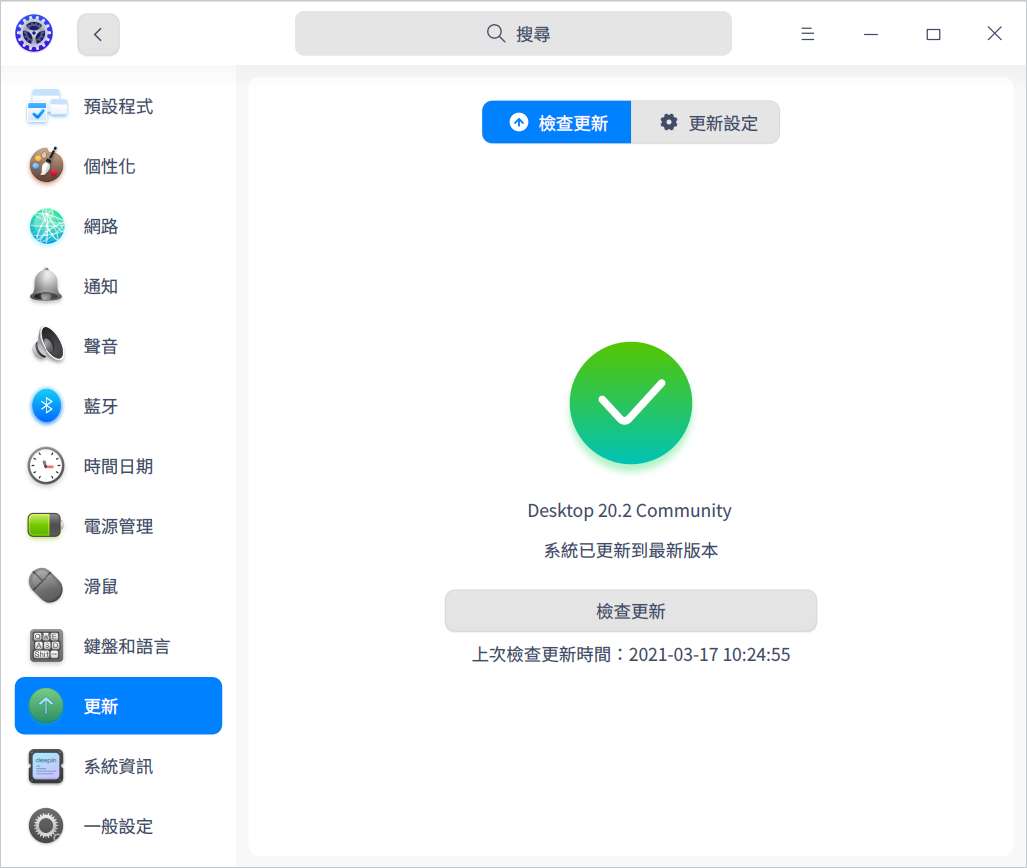 搜尋
預設程式
個性化
網路
通知
聲音
藍牙
時間日期
電源管理
滑鼠
鍵盤和語言
更新
系統資訊
一般設定
檢查更新
更新設定
Desktop 20.2 Community
系統已更新到最新版本
檢查更新
上次檢查更新時間：2021-03-17 10:24:55
deepin